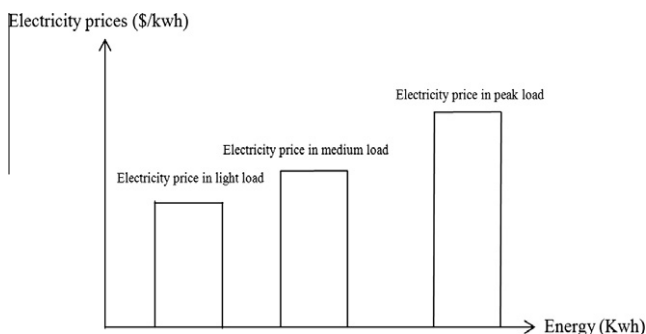 Electricity prices ($/kwh)
Electricity price in peak load
Electricity price in medium load
Electricity price in light load
Energy (Kwh)